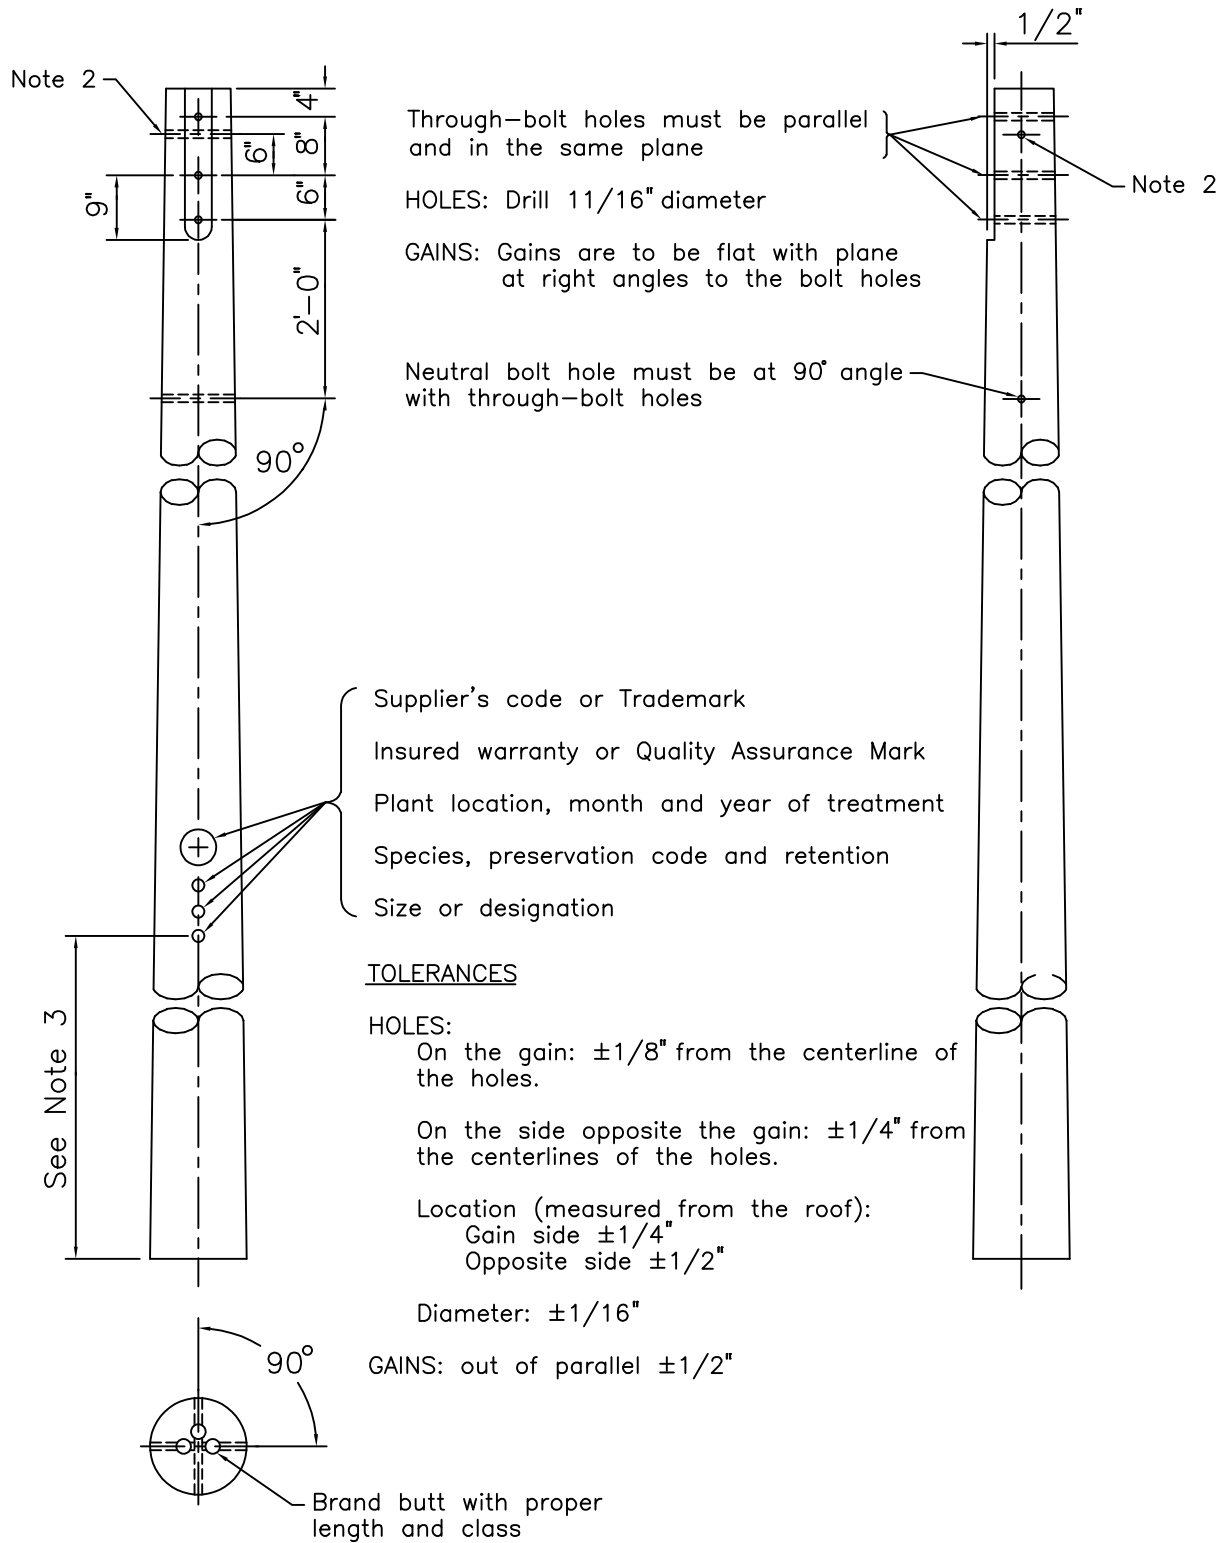 1/2"
Note 2
4"
8"
6"
6"
9"
2'-0"
Through-bolt holes must be parallel
and in the same plane
Note 2
HOLES: Drill 11/16" diameter
GAINS: Gains are to be flat with plane
at right angles to the bolt holes
Neutral bolt hole must be at 90° angle
with through-bolt holes
90°
Supplier's code or Trademark
Insured warranty or Quality Assurance Mark
Plant location, month and year of treatment
Species, preservation code and retention
Size or designation
See Note 3
TOLERANCES
HOLES:
On the gain: ±1/8" from the centerline of
the holes.
On the side opposite the gain: ±1/4" from
the centerlines of the holes.
Location (measured from the roof):
Gain side ±1/4"
Opposite side ±1/2"
Diameter: ±1/16"
GAINS: out of parallel ±1/2"
90°
Brand butt with proper
length and class